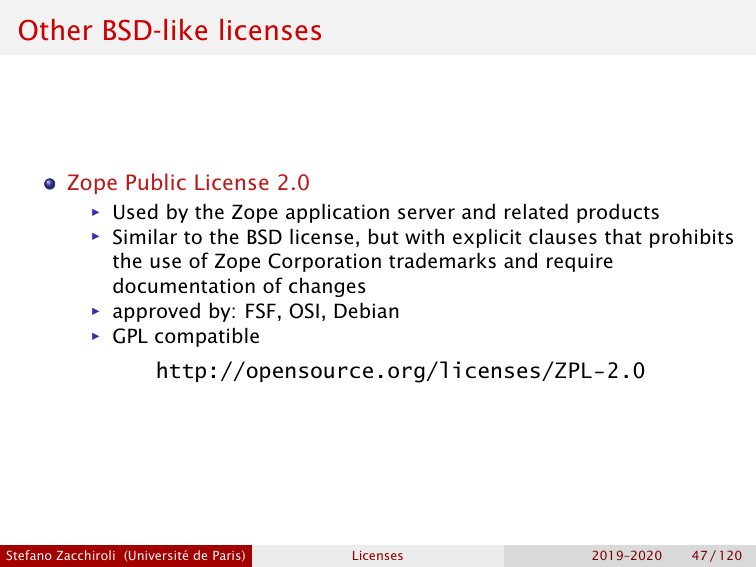 Other BSD-like licenses
Zope Public License 2.0
Used by the Zope application server and related products
Similar to the BSD license, but with explicit clauses that prohibits
the use of Zope Corporation trademarks and require
documentation of changes
approved by: FSF, OSI, Debian
GPL compatible
http://opensource.org/licenses/ZPL-2.0
Stefano Zacchiroli (Université de Paris) Licenses 2019–2020 47 / 120